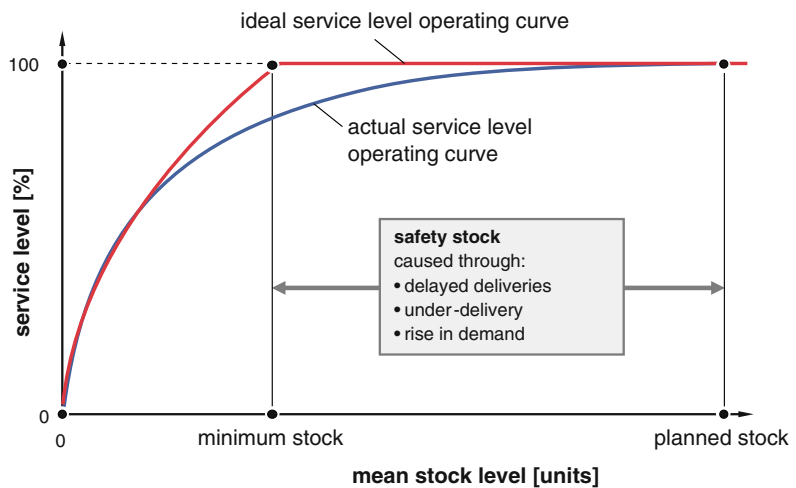 ideal service level operating curve
100
actual service level
operating curve
service level [%]
safety stock
caused through:
• delayed deliveries
• under-delivery
• rise in demand
0
0
minimum stock
planned stock
mean stock level [units]